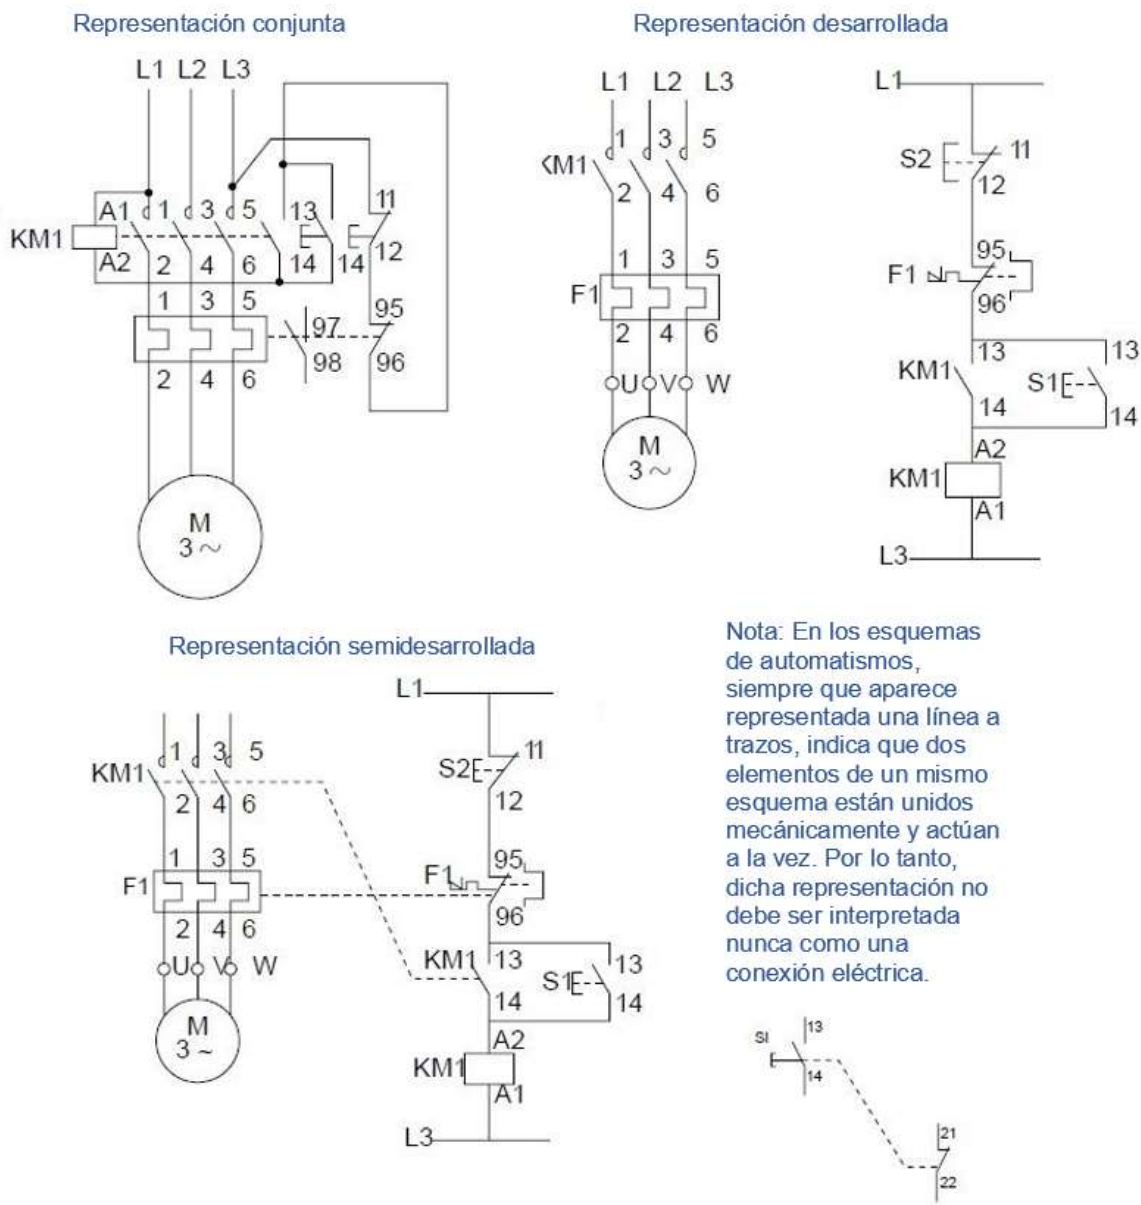 Representación conjunta
L1 L2 L3
A1 1 3 5 13 11
KM1
A2 2 4 6 14 14 12
1 3 5 97 95
98 96
2 4 6
M
3 ~
Representación desarrollada
L1 L2 L3
KM1 1 3 5
2 4 6
1 3 5
F1
2 4 6
U V W
M
3 ~
L1
S2 11
12
95
F1
96
13 13
KM1 S1
14 14
A2
KM1
A1
L3
Representación semidesarrollada
1 3 5
KM1
2 4 6
1 3 5
F1
2 4 6
U V W
M
3 ~
L1
11
S2
12
95
F1
96
KM1 13 13
S1
14 14
A2
KM1
A1
L3
Nota: En los esquemas
de automatismos,
siempre que aparece
representada una línea a
trazos, indica que dos
elementos de un mismo
esquema están unidos
mecánicamente y actúan
a la vez. Por lo tanto,
dicha representación no
debe ser interpretada
nunca como una
conexión eléctrica.
SI 13
14
21
22